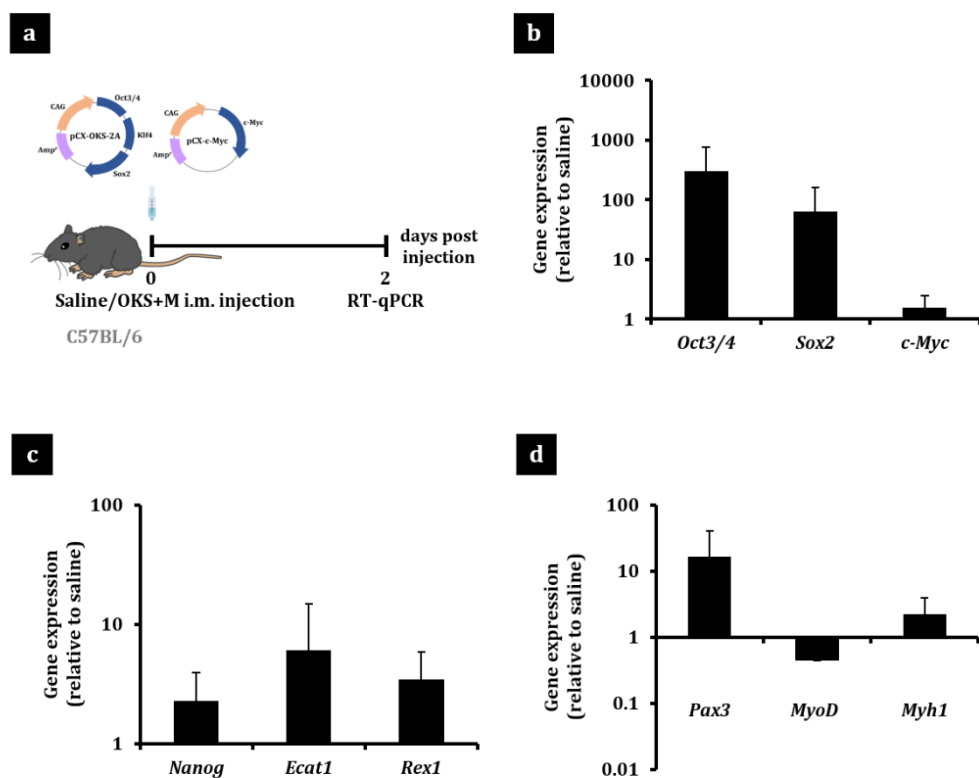 a
Oct3/4
CAG
pCX-OKS-2A
Klf4
Ampʳ
Sox2
CAG
c-Myc
pCX-c-Myc
Ampʳ
days post
injection
0
2
Saline/OKS+M i.m. injection
RT-qPCR
C57BL/6
b
Gene expression
(relative to saline)
10000
1000
100
10
1
Oct3/4
Sox2
c-Myc
c
Gene expression
(relative to saline)
100
10
1
Nanog
Ecat1
Rex1
d
Gene expression
(relative to saline)
100
10
1
0.1
0.01
Pax3
MyoD
Myh1